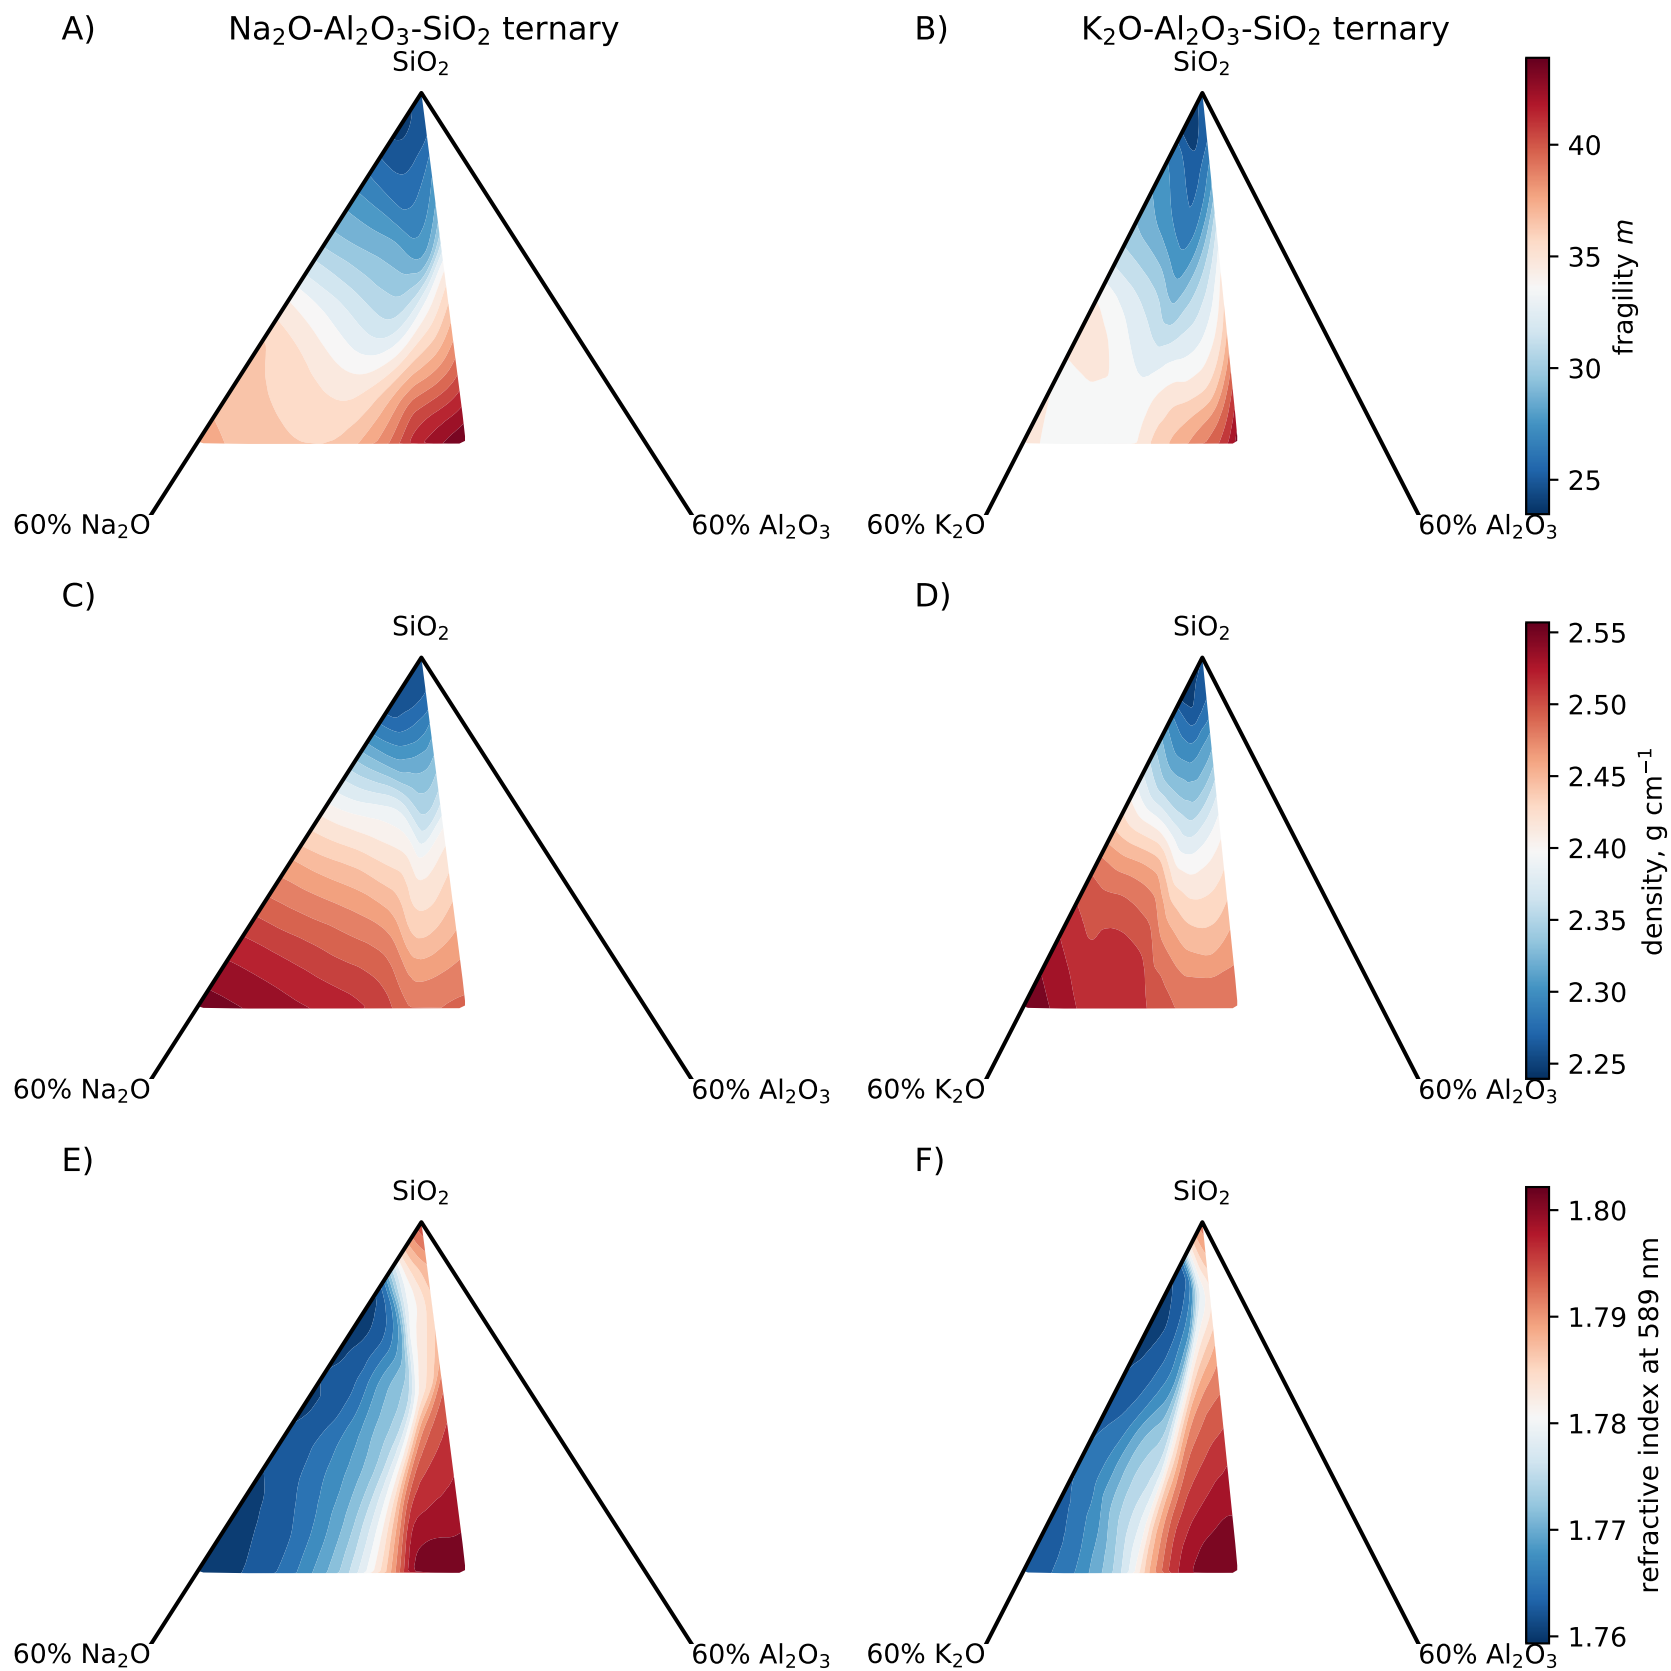 A) Na₂O-Al₂O₃-SiO₂ ternary
B) K₂O-Al₂O₃-SiO₂ ternary
SiO₂
SiO₂
40
35
30
25
fragility m
60% Na₂O
60% Al₂O₃
60% K₂O
60% Al₂O₃
C)
D)
SiO₂
SiO₂
2.55
2.50
2.45
2.40
2.35
2.30
2.25
density, g cm⁻¹
60% Na₂O
60% Al₂O₃
60% K₂O
60% Al₂O₃
E)
F)
SiO₂
SiO₂
1.80
1.79
1.78
1.77
1.76
refractive index at 589 nm
60% Na₂O
60% Al₂O₃
60% K₂O
60% Al₂O₃